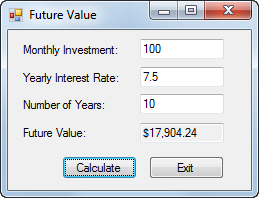 Future Value
Monthly Investment: 100
Yearly Interest Rate: 7.5
Number of Years: 10
Future Value: $17,904.24
Calculate Exit